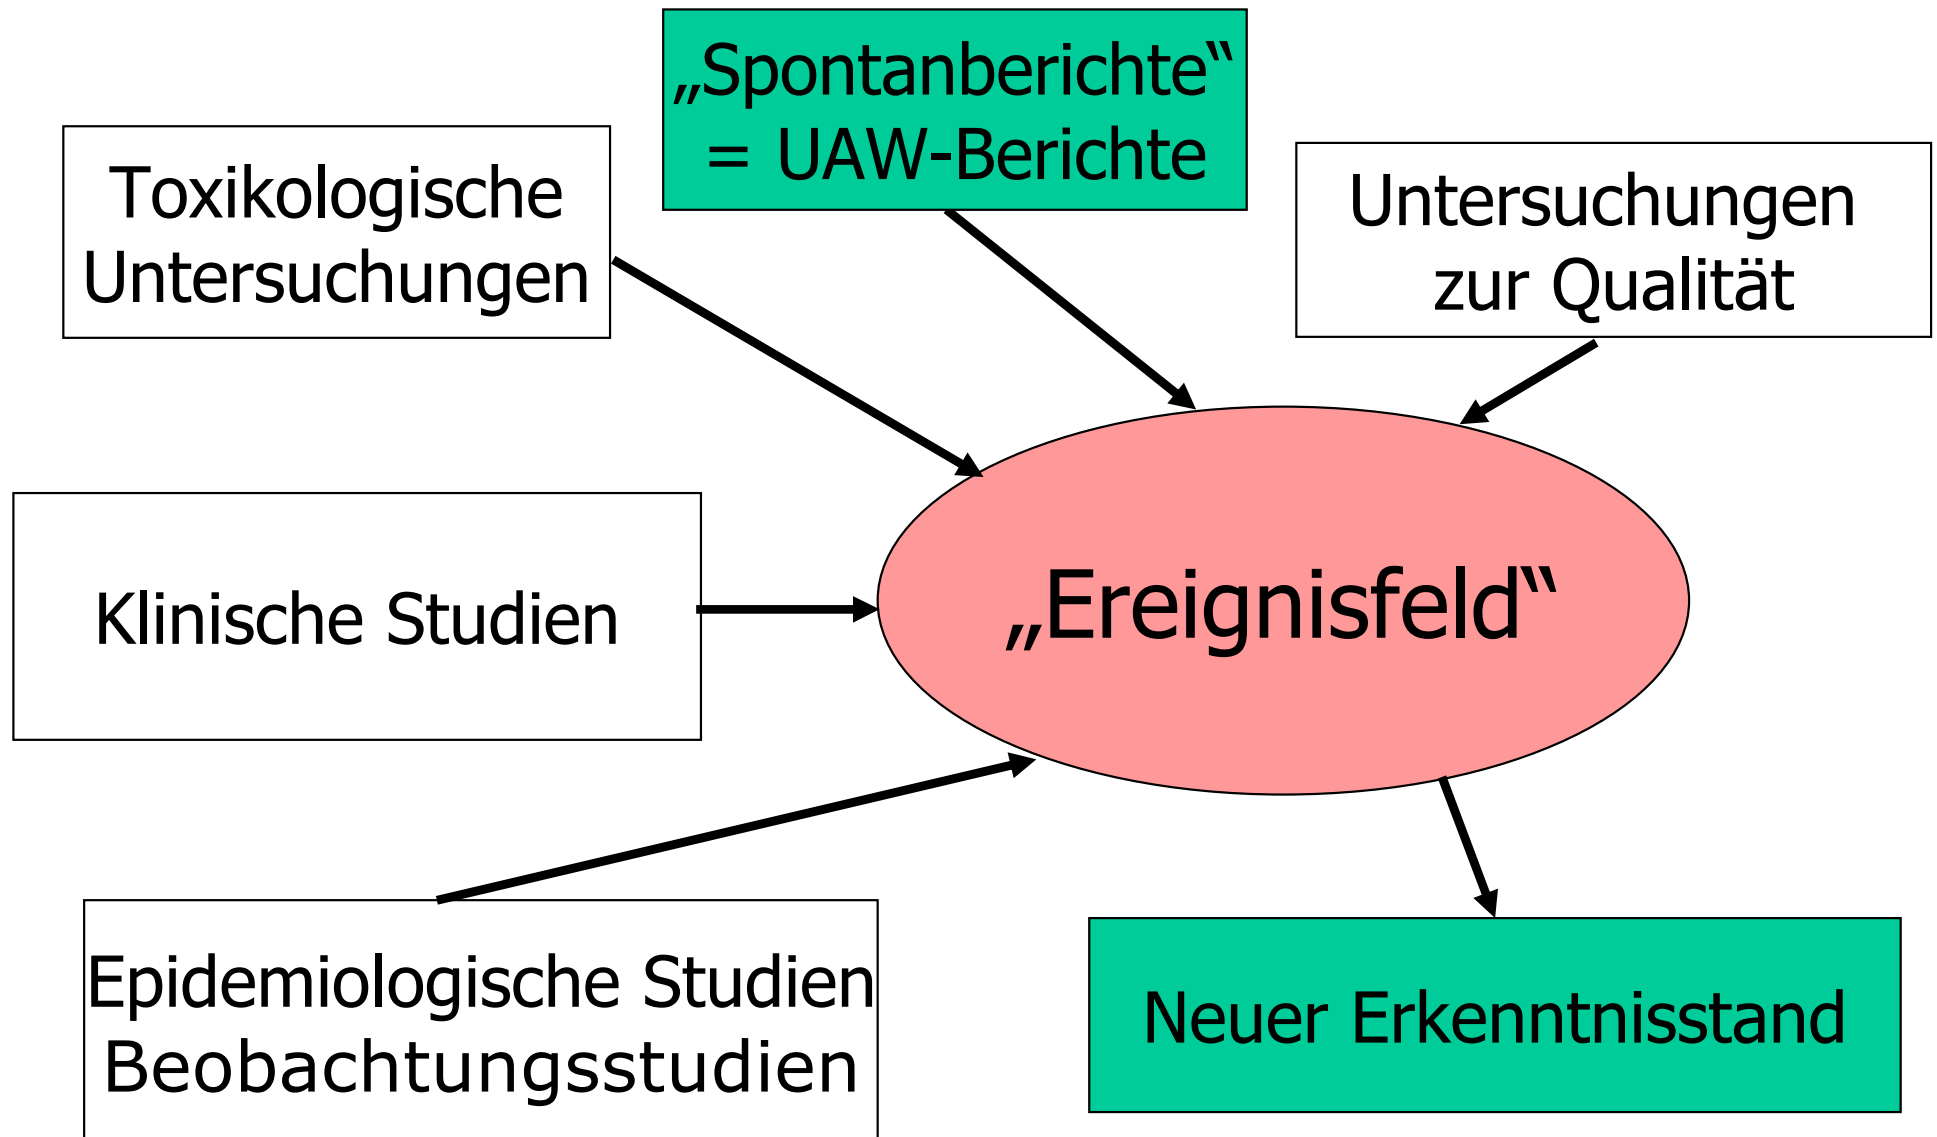 „Spontanberichte“
= UAW-Berichte
Toxikologische
Untersuchungen
Untersuchungen
zur Qualität
Klinische Studien
„Ereignisfeld“
Epidemiologische Studien
Beobachtungsstudien
Neuer Erkenntnisstand